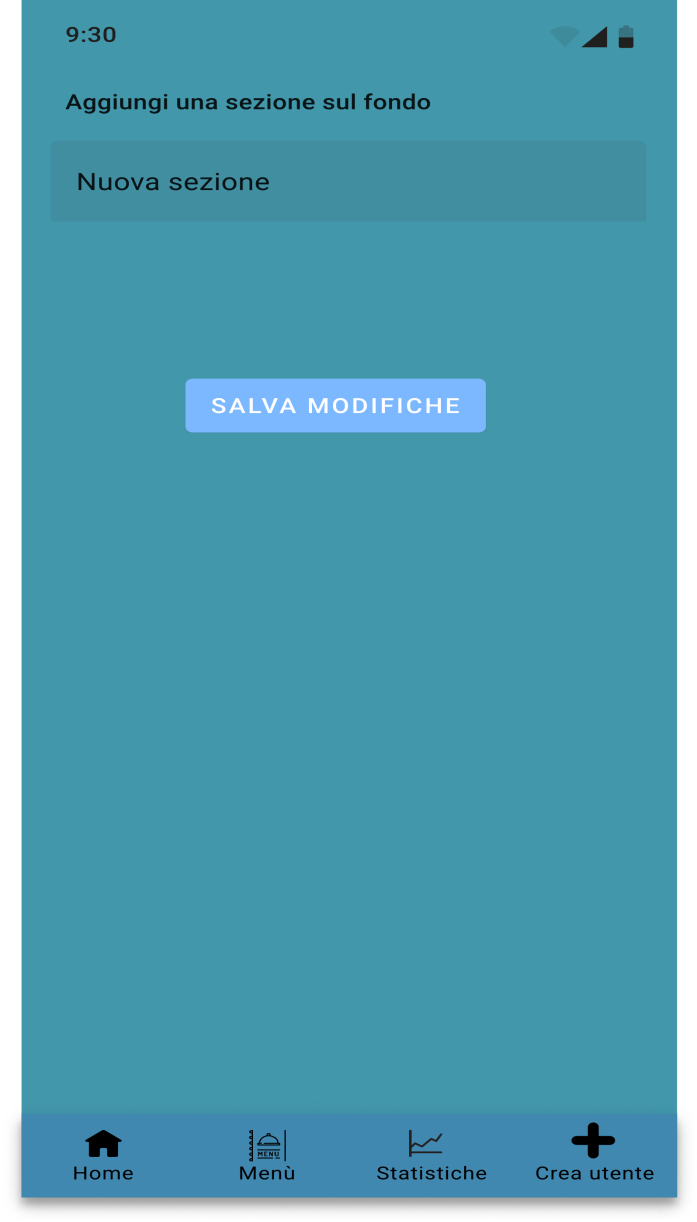 9:30
Aggiungi una sezione sul fondo
Nuova sezione
SALVA MODIFICHE
MENU
Home Menù Statistiche Crea utente